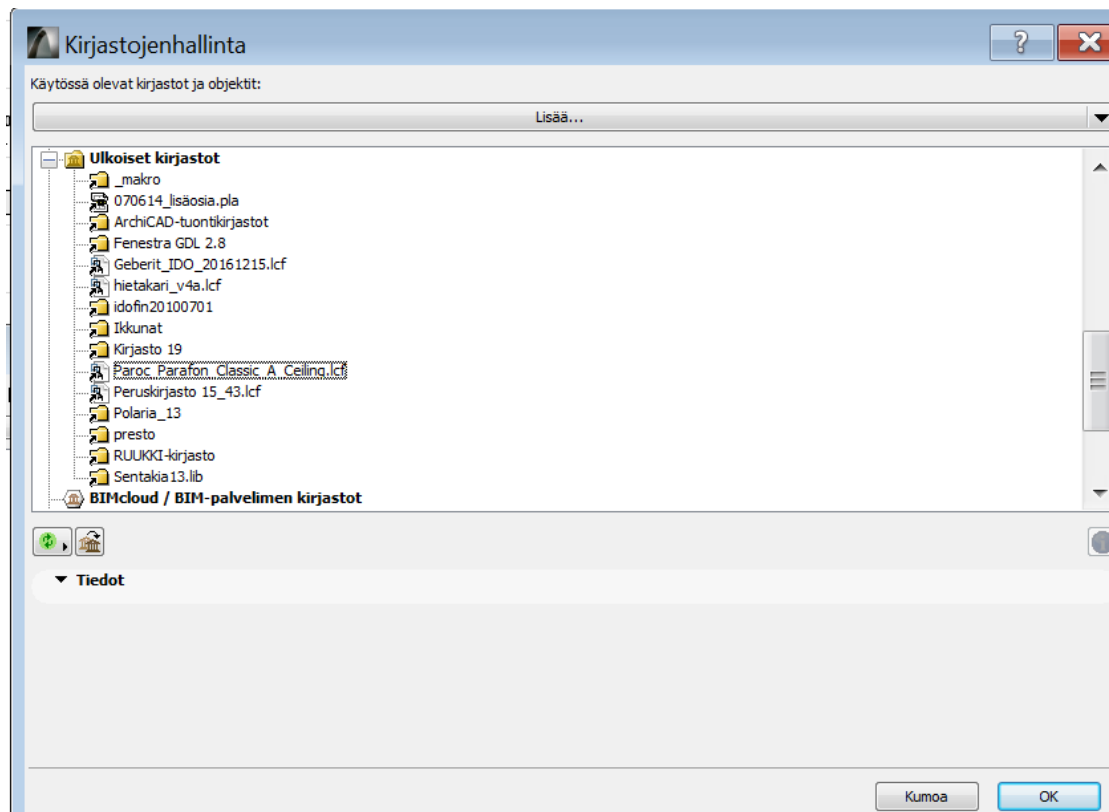 Kirjastojenhallinta
Käytössä olevat kirjastot ja objektit:
Lisää...
Ulkoiset kirjastot
_makro
070614_lisäosia.pla
ArchiCAD-tuontikirjastot
Fenestra GDL 2.8
Geberit_IDO_20161215.lcf
hietakari_v4a.lcf
idofin20100701
Ikkunat
Kirjasto 19
Paroc_Parafon_Classic_A_Ceiling.lcf
Peruskirjasto 15_43.lcf
Polaria_13
presto
RUUKKI-kirjasto
Sentakia13.lib
BIMcloud / BIM-palvelimen kirjastot
Tiedot
Kumoa
OK